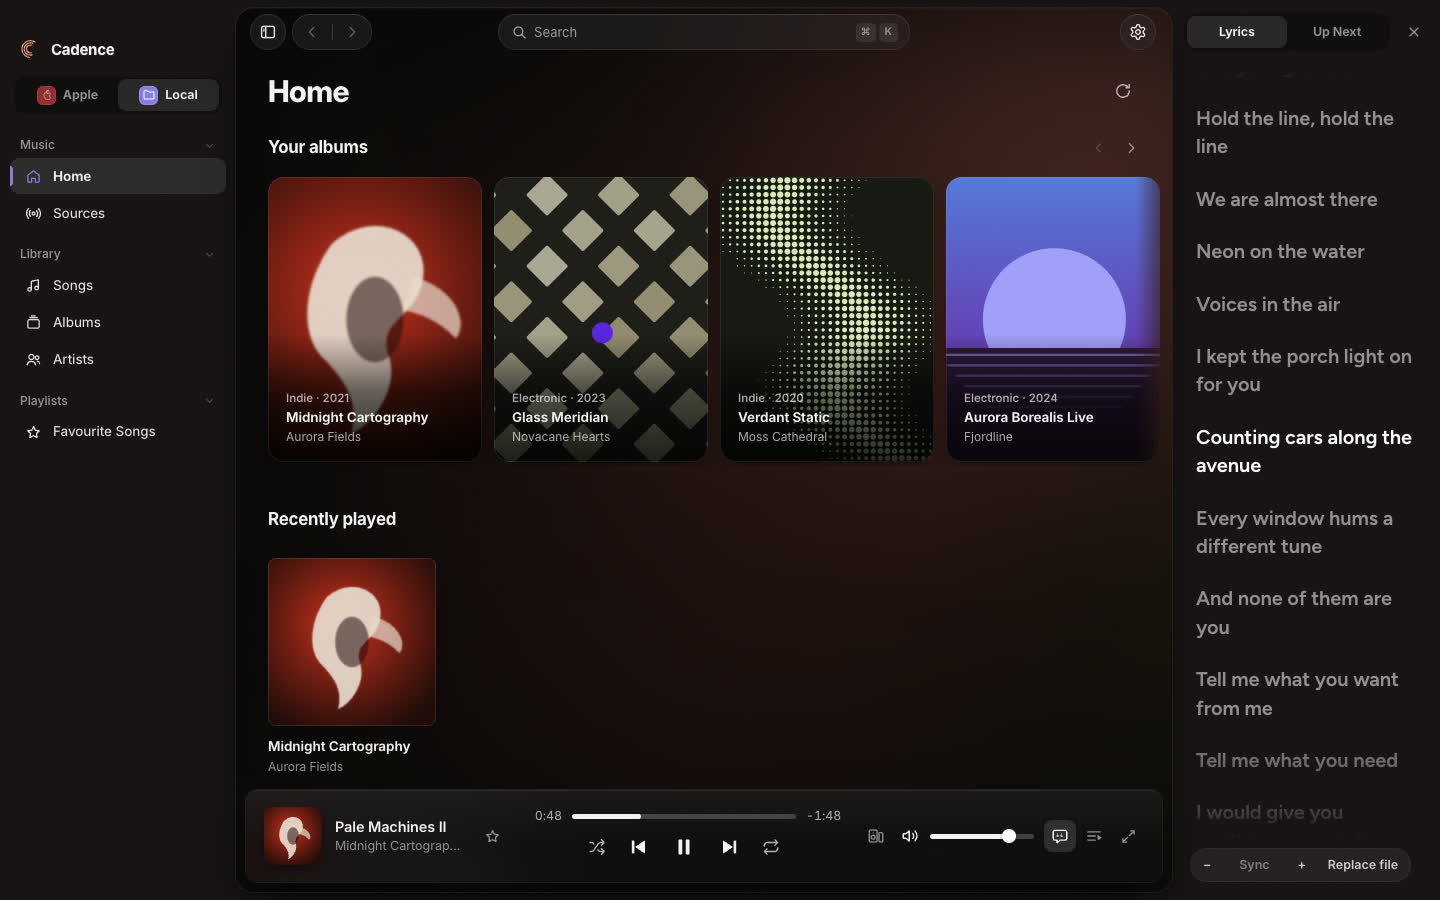 Cadence
Apple
Local
Music
Home
Sources
Library
Songs
Albums
Artists
Playlists
Favourite Songs
Search
⌘ K
Home
Your albums
Indie · 2021
Midnight Cartography
Aurora Fields
Electronic · 2023
Glass Meridian
Novacane Hearts
Indie · 2020
Verdant Static
Moss Cathedral
Electronic · 2024
Aurora Borealis Live
Fjordline
Recently played
Midnight Cartography
Aurora Fields
Pale Machines II
Midnight Cartograp...
0:48
-1:48
Lyrics
Up Next
Hold the line, hold the
line
We are almost there
Neon on the water
Voices in the air
I kept the porch light on
for you
Counting cars along the
avenue
Every window hums a
different tune
And none of them are
you
Tell me what you want
from me
Tell me what you need
I would give you
− Sync +
Replace file